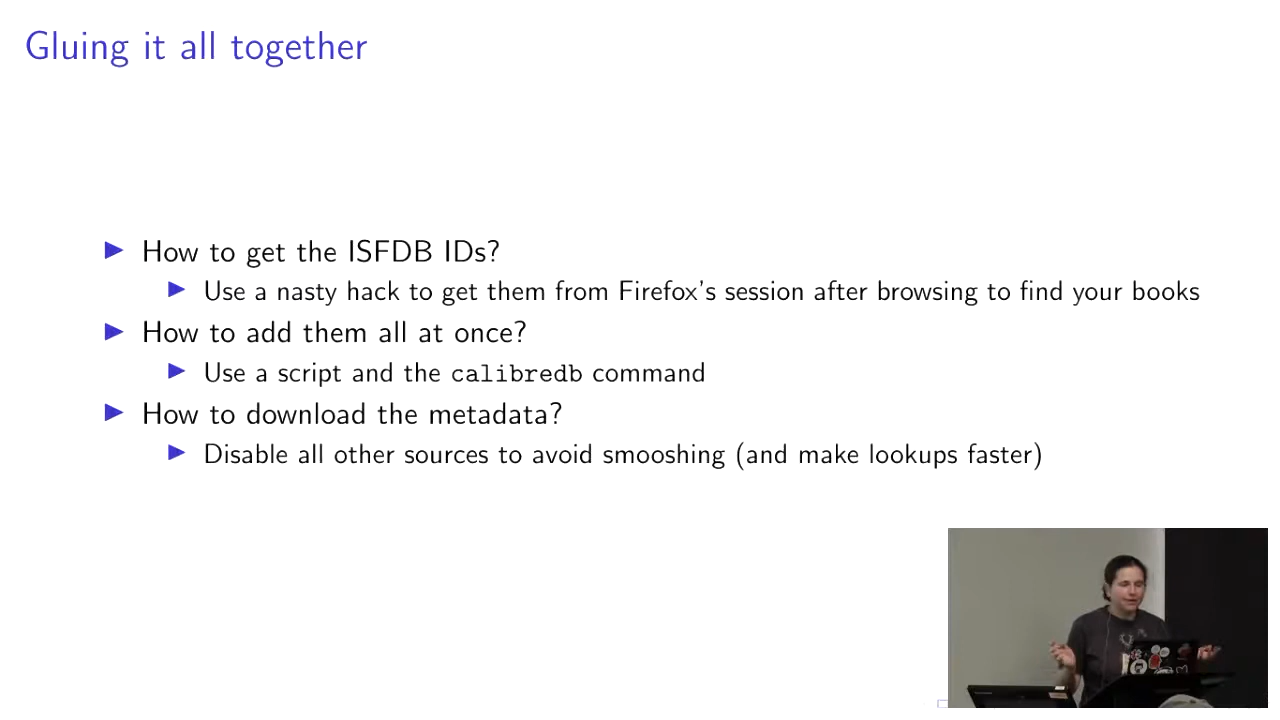 Gluing it all together
How to get the ISFDB IDs?
Use a nasty hack to get them from Firefox's session after browsing to find your books
How to add them all at once?
Use a script and the calibredb command
How to download the metadata?
Disable all other sources to avoid smooshing (and make lookups faster)